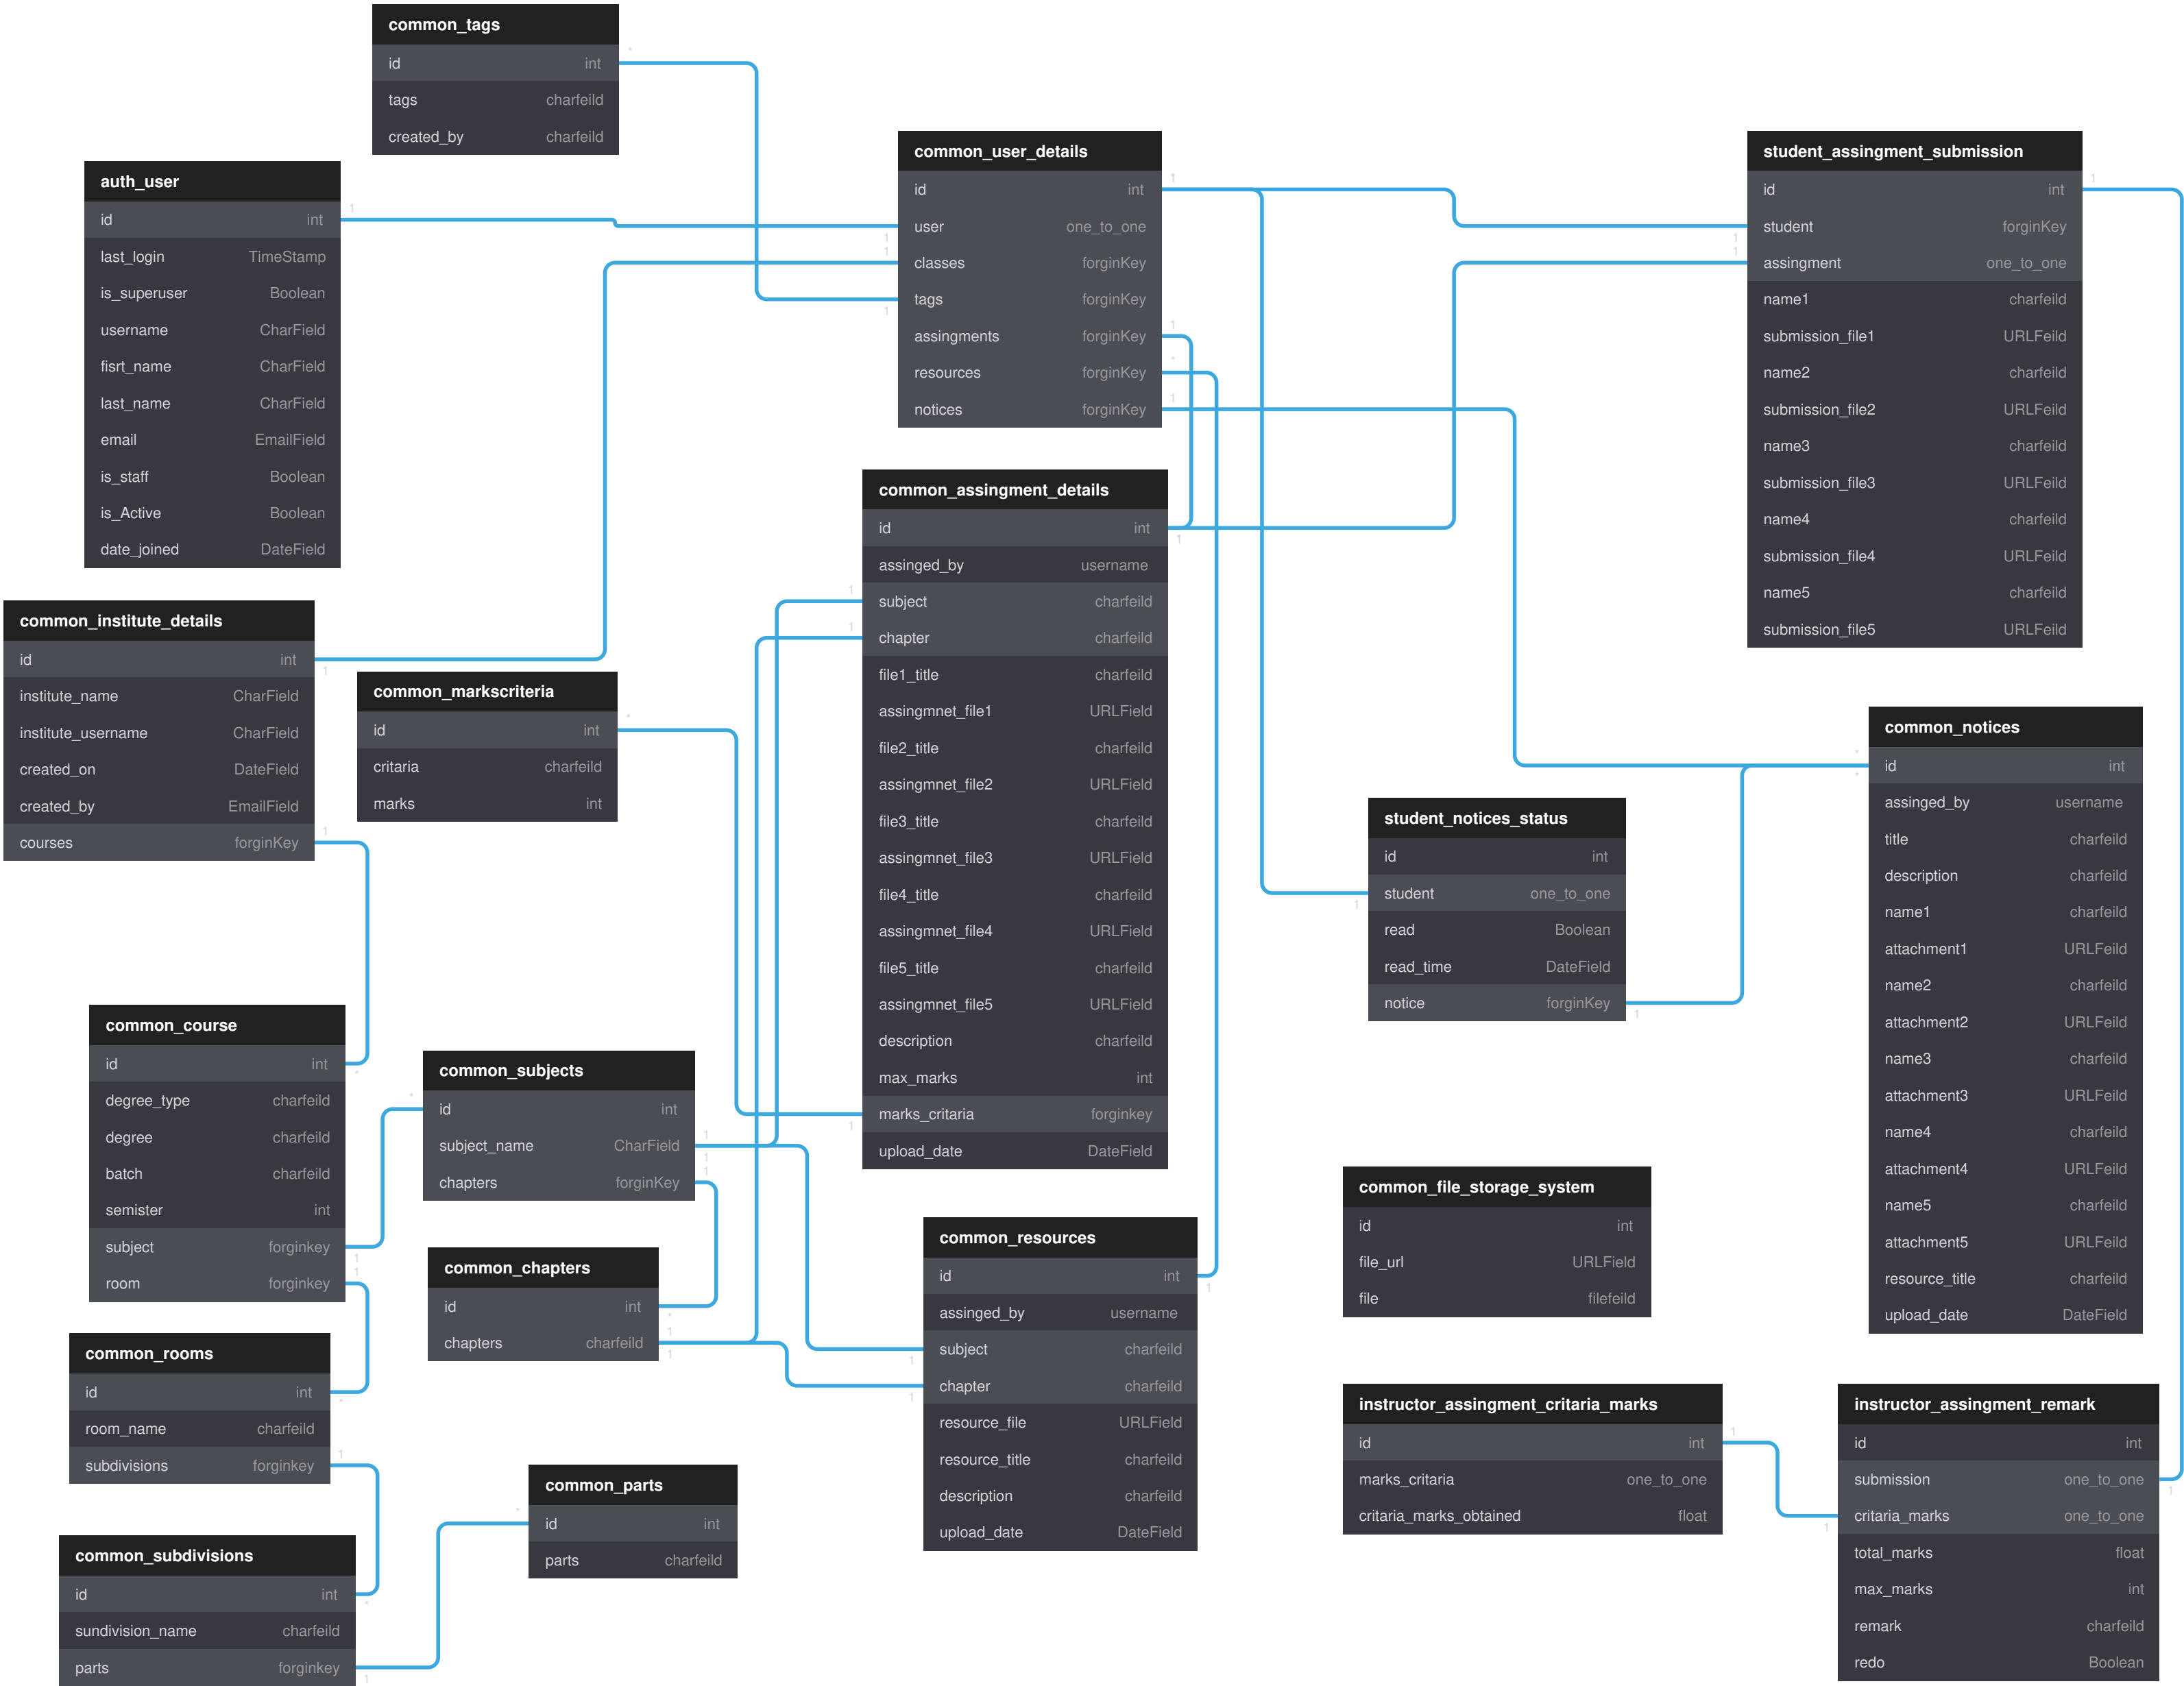 common_tags
id int
tags charfeild
created_by charfeild
auth_user
id int
last_login TimeStamp
is_superuser Boolean
username CharField
fisrt_name CharField
last_name CharField
email EmailField
is_staff Boolean
is_Active Boolean
date_joined DateField
common_user_details
id int
user one_to_one
classes forginKey
tags forginKey
assingments forginKey
resources forginKey
notices forginKey
student_assingment_submission
id int
student forginKey
assingment one_to_one
name1 charfeild
submission_file1 URLFeild
name2 charfeild
submission_file2 URLFeild
name3 charfeild
submission_file3 URLFeild
name4 charfeild
submission_file4 URLFeild
name5 charfeild
submission_file5 URLFeild
common_assingment_details
id int
assinged_by username
subject charfeild
chapter charfeild
file1_title charfeild
assingmnet_file1 URLField
file2_title charfeild
assingmnet_file2 URLField
file3_title charfeild
assingmnet_file3 URLField
file4_title charfeild
assingmnet_file4 URLField
file5_title charfeild
assingmnet_file5 URLField
description charfeild
max_marks int
marks_critaria forginkey
upload_date DateField
common_institute_details
id int
institute_name CharField
institute_username CharField
created_on DateField
created_by EmailField
courses forginKey
common_markscriteria
id int
critaria charfeild
marks int
common_notices
id int
assinged_by username
title charfeild
description charfeild
name1 charfeild
attachment1 URLFeild
name2 charfeild
attachment2 URLFeild
name3 charfeild
attachment3 URLFeild
name4 charfeild
attachment4 URLFeild
name5 charfeild
attachment5 URLFeild
resource_title charfeild
upload_date DateField
student_notices_status
id int
student one_to_one
read Boolean
read_time DateField
notice forginKey
common_course
id int
degree_type charfeild
degree charfeild
batch charfeild
semister int
subject forginkey
room forginkey
common_subjects
id int
subject_name CharField
chapters forginKey
common_chapters
id int
chapters charfeild
common_resources
id int
assinged_by username
subject charfeild
chapter charfeild
resource_file URLField
resource_title charfeild
description charfeild
upload_date DateField
common_file_storage_system
id int
file_url URLField
file filefeild
common_rooms
id int
room_name charfeild
subdivisions forginkey
common_parts
id int
parts charfeild
common_subdivisions
id int
sundivision_name charfeild
parts forginkey
instructor_assingment_critaria_marks
id int
marks_critaria one_to_one
critaria_marks_obtained float
instructor_assingment_remark
id int
submission one_to_one
critaria_marks one_to_one
total_marks float
max_marks int
remark charfeild
redo Boolean